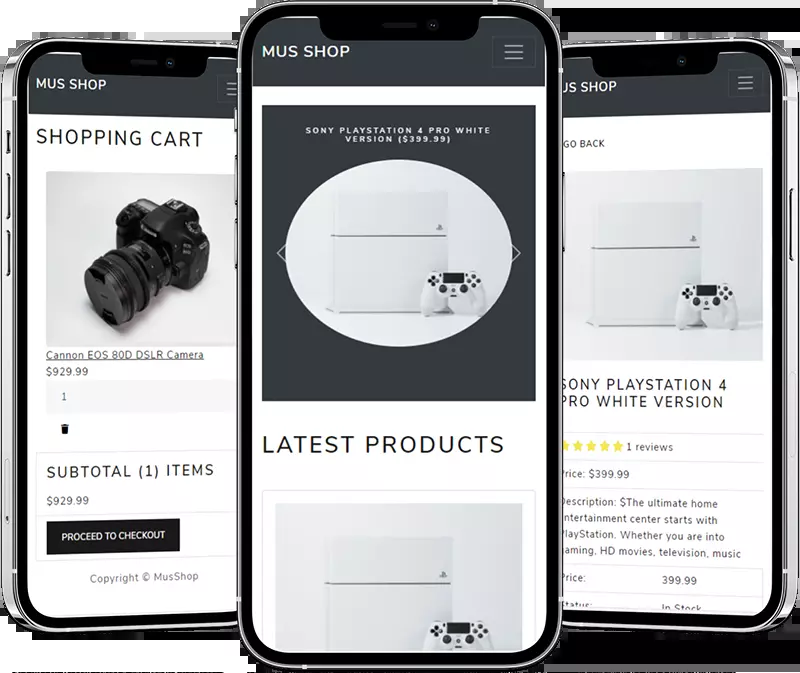 MUS SHOP
SHOPPING CART
Cannon EOS 80D DSLR Camera
$929.99
1
SUBTOTAL (1) ITEMS
$929.99
PROCEED TO CHECKOUT
Copyright © MusShop
MUS SHOP
SONY PLAYSTATION 4 PRO WHITE
VERSION ($399.99)
LATEST PRODUCTS
US SHOP
GO BACK
SONY PLAYSTATION 4
PRO WHITE VERSION
1 reviews
Price: $399.99
Description: $The ultimate home
entertainment center starts with
PlayStation. Whether you are into
gaming, HD movies, television, music
Price:
399.99
Status:
In Stock